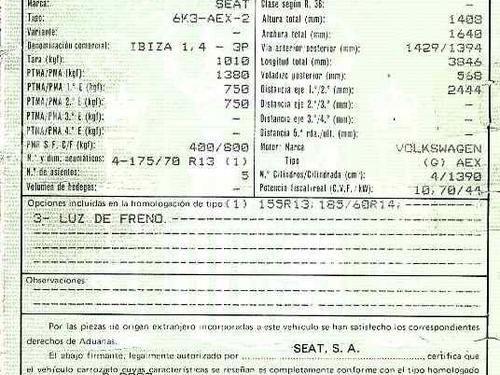 Marca: SEAT
Tipo: 6K3-AEX-2
Variante: -
Denominación comercial: IBIZA 1,4 - 3P
Tara (kgf): 1010
PTMA/PMA (kgf): 1380
PTMA/PMA 1.º E (kgf): 750
PTMA/PMA 2.º E (kgf): 750
PTMA/PMA 3.º E (kgf): -
PTMA/PMA 4.º E (kgf): -
PMR S.F. C/F (kgf): 400/800
N.º y dim. neumáticos: 4-175/70 R13 (1)
N.º de asientos: 5
Volumen de bodegas: -
Clase según R. 36: -
Altura total (mm): 1408
Anchura total (mm): 1640
Vía anterior posterior (mm): 1429/1394
Longitud total (mm): 3846
Voladizo posterior (mm): 568
Distancia eje 1.º/2.º (mm): 2444
Distancia eje 2.º/3.º (mm): -
Distancia eje 3.º/4.º (mm): -
Distancia 5.ª rda./ult. (mm): -
Motor: Marca VOLKSWAGEN
Tipo (G) AEX
N.º Cilindros/Cilindrada (cm³): 4/1390
Potencia fiscal/real (C.V.F./kW): 10,70/44
Opciones incluidas en la homologación de tipo (1) 155R13; 185/60R14;
3- LUZ DE FRENO.
Observaciones:
Por las piezas de origen extranjero incorporadas a este vehículo se han satisfecho los correspondientes
derechos de Aduanas.
El abajo firmante, legalmente autorizado por SEAT, S.A. , certifica que
el vehículo carrozado cuyas características se reseñan es completamente conforme con el tipo homologado